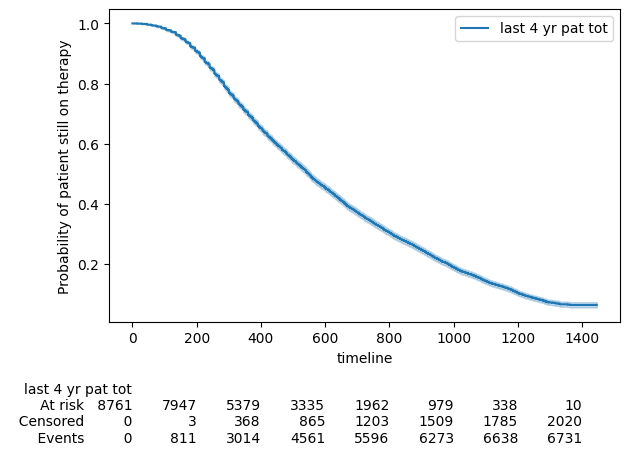 1.0
0.8
0.6
0.4
0.2
Probability of patient still on therapy
last 4 yr pat tot
0 200 400 600 800 1000 1200 1400
timeline
last 4 yr pat tot
At risk 8761 7947 5379 3335 1962 979 338 10
Censored 0 3 368 865 1203 1509 1785 2020
Events 0 811 3014 4561 5596 6273 6638 6731